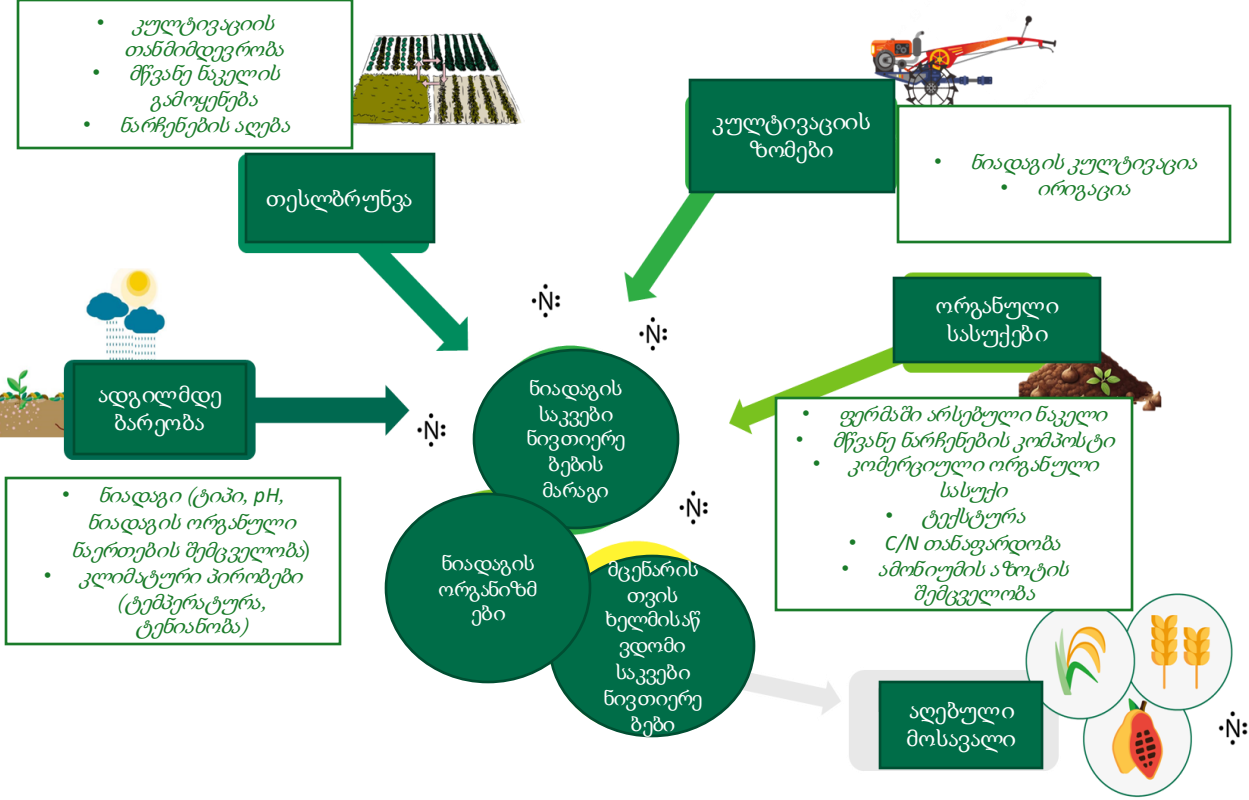 • კულტივაციის
თანმიმდევრობა
• მწვანე ნაკელის
გამოყენება
• ნარჩენების აღება
თესლბრუნვა
კულტივაციის
ზომები
• ნიადაგის კულტივაცია
• ირიგაცია
ადგილმდე
ბარეობა
• ნიადაგი (ტიპი, pH,
ნიადაგის ორგანული
ნაერთების შემცველობა)
• კლიმატური პირობები
(ტემპერატურა,
ტენიანობა)
ორგანული
სასუქები
• ფერმაში არსებული ნაკელი
• მწვანე ნარჩენების კომპოსტი
• კომერციული ორგანული
სასუქი
• ტექსტურა
• C/N თანაფარდობა
• ამონიუმის აზოტის
შემცველობა
·N:
·N:
·N:
·N:
ნიადაგის
საკვები
ნივთიერე
ბების
მარაგი
ნიადაგის
ორგანიზმ
ები
მცენარის
თვის
ხელმისაწ
ვდომი
საკვები
ნივთიერე
ბები
აღებული
მოსავალი
·N: